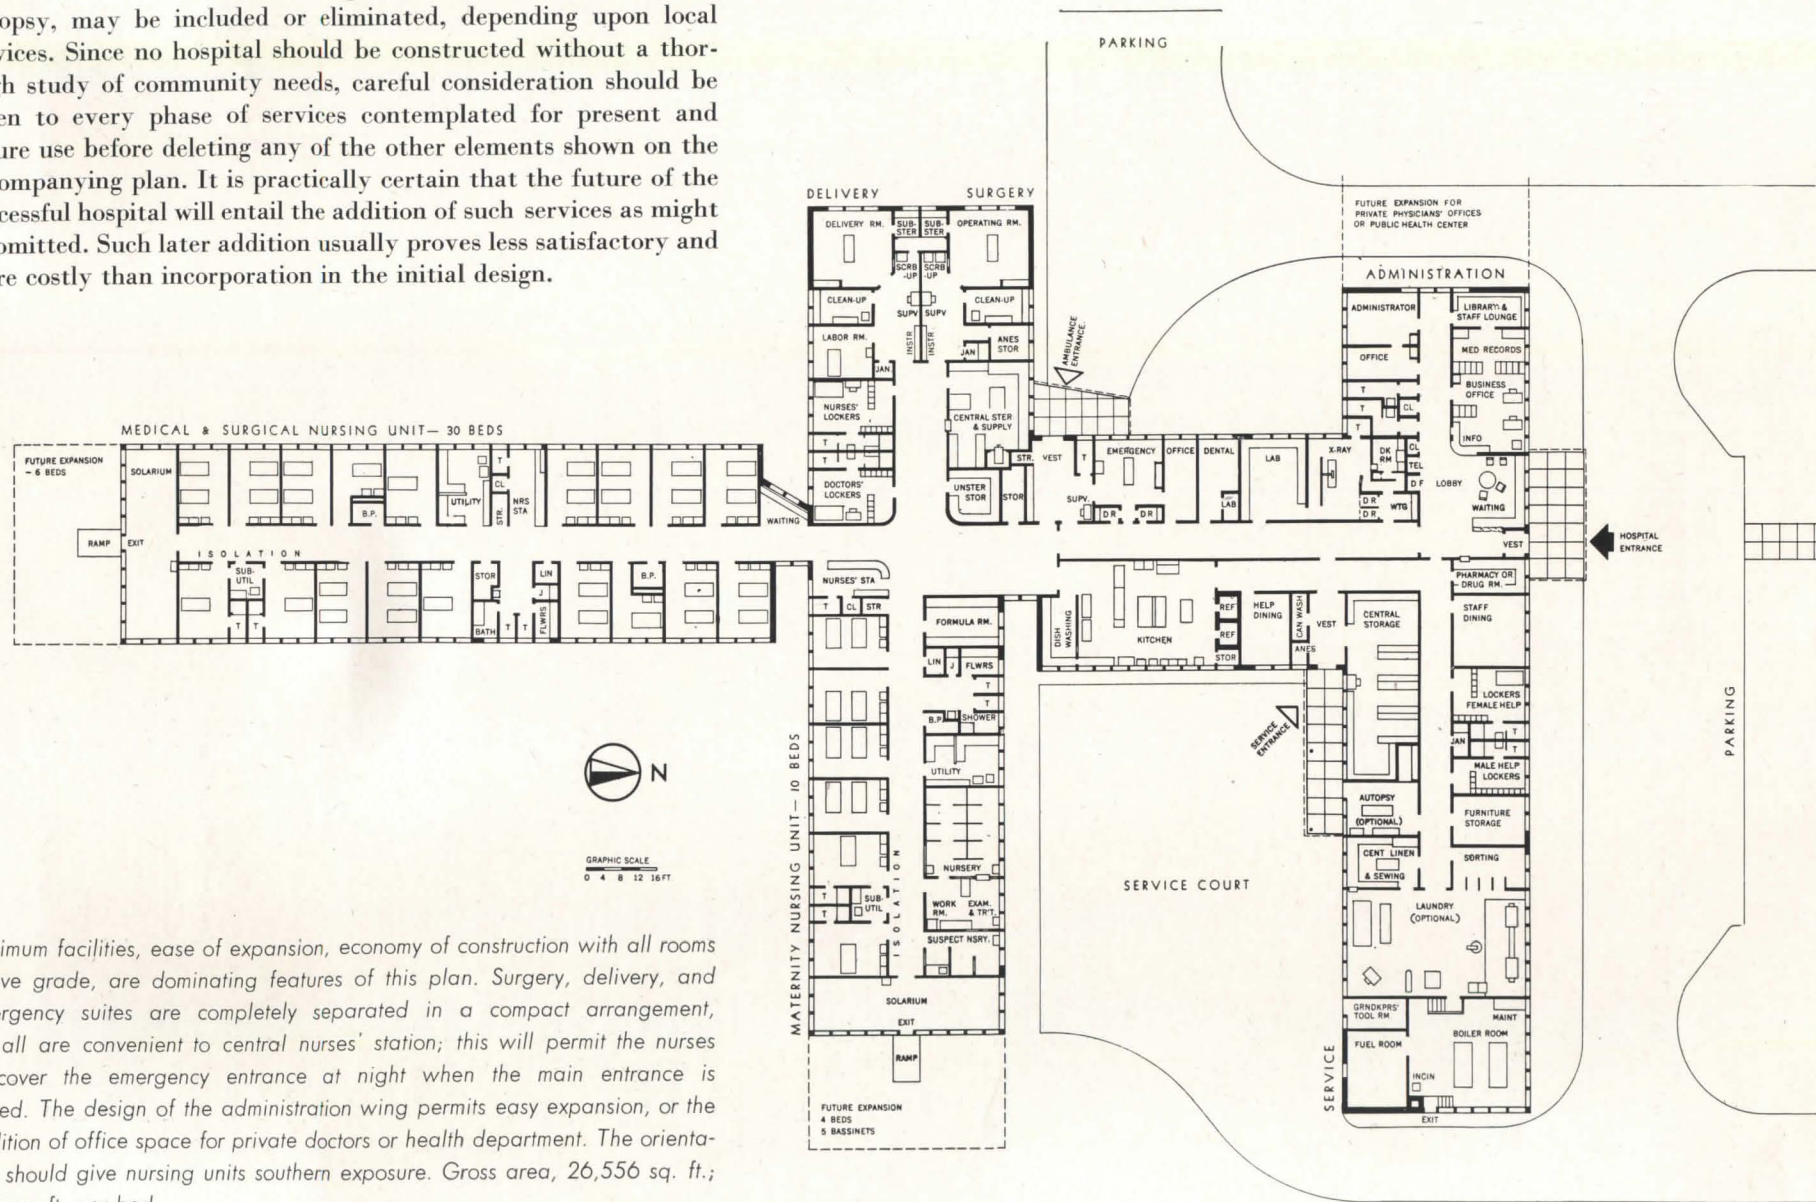 opsy, may be included or eliminated, depending upon local
vices. Since no hospital should be constructed without a thor-
h study of community needs, careful consideration should be
en to every phase of services contemplated for present and
ure use before deleting any of the other elements shown on the
ompanying plan. It is practically certain that the future of the
cessful hospital will entail the addition of such services as might
omitted. Such later addition usually proves less satisfactory and
re costly than incorporation in the initial design.
PARKING
DELIVERY
SURGERY
DELIVERY RM.
SUB-STER
SUB-STER
OPERATING RM.
SCRB-UP
SCRB-UP
CLEAN-UP
SUPV
SUPV
CLEAN-UP
LABOR RM.
INSTR
INSTR
JAN
ANES STOR
JAN
NURSES' LOCKERS
T
T
DOCTORS' LOCKERS
CENTRAL STER & SUPPLY
UNSTER STOR
STOR
STR.
AMBULANCE ENTRANCE.
FUTURE EXPANSION FOR
PRIVATE PHYSICIANS' OFFICES
OR PUBLIC HEALTH CENTER
ADMINISTRATION
ADMINISTRATOR
LIBRARY &
STAFF LOUNGE
OFFICE
MED RECORDS
BUSINESS OFFICE
T
T
T
CL
INFO
VEST
T
EMERGENCY
OFFICE
DENTAL
LAB
X-RAY
DK RM
CL
TEL
D F
LOBBY
SUPV.
D R
D R
LAB
D R
D R
WTG
WAITING
VEST
HOSPITAL ENTRANCE
MEDICAL & SURGICAL NURSING UNIT— 30 BEDS
FUTURE EXPANSION
– 6 BEDS
SOLARIUM
B.P.
UTILITY
T
CL
STR.
NRS STA
WAITING
RAMP
EXIT
ISOLATION
SUB-UTIL
T
T
STOR
BATH
T
T
LIN
J
FLWRS
B.P.
NURSES' STA
T
CL
STR
FORMULA RM.
LIN
J
FLWRS
T
T
B.P.
SHOWER
UTILITY
NURSERY
WORK RM.
EXAM. & TR'T.
SUSPECT NSRY.
T
T
SUB-UTIL
ISOLATION
MATERNITY NURSING UNIT—10 BEDS
SOLARIUM
EXIT
RAMP
FUTURE EXPANSION
4 BEDS
5 BASSINETS
DISH WASHING
KITCHEN
REF
REF
STOR
HELP DINING
CAN WASH
ANES
VEST
CENTRAL STORAGE
PHARMACY OR
DRUG RM.
STAFF DINING
LOCKERS
FEMALE HELP
JAN
T
T
MALE HELP
LOCKERS
SERVICE ENTRANCE
AUTOPSY
(OPTIONAL)
FURNITURE STORAGE
CENT LINEN
& SEWING
SORTING
LAUNDRY
(OPTIONAL)
SERVICE COURT
GRNDKPRS'
TOOL RM
MAINT
BOILER ROOM
FUEL ROOM
INCIN
EXIT
SERVICE
PARKING
N
GRAPHIC SCALE
0 4 8 12 16FT
imum facilities, ease of expansion, economy of construction with all rooms
ve grade, are dominating features of this plan. Surgery, delivery, and
ergency suites are completely separated in a compact arrangement,
all are convenient to central nurses' station; this will permit the nurses
cover the emergency entrance at night when the main entrance is
ed. The design of the administration wing permits easy expansion, or the
ition of office space for private doctors or health department. The orienta-
should give nursing units southern exposure. Gross area, 26,556 sq. ft.;